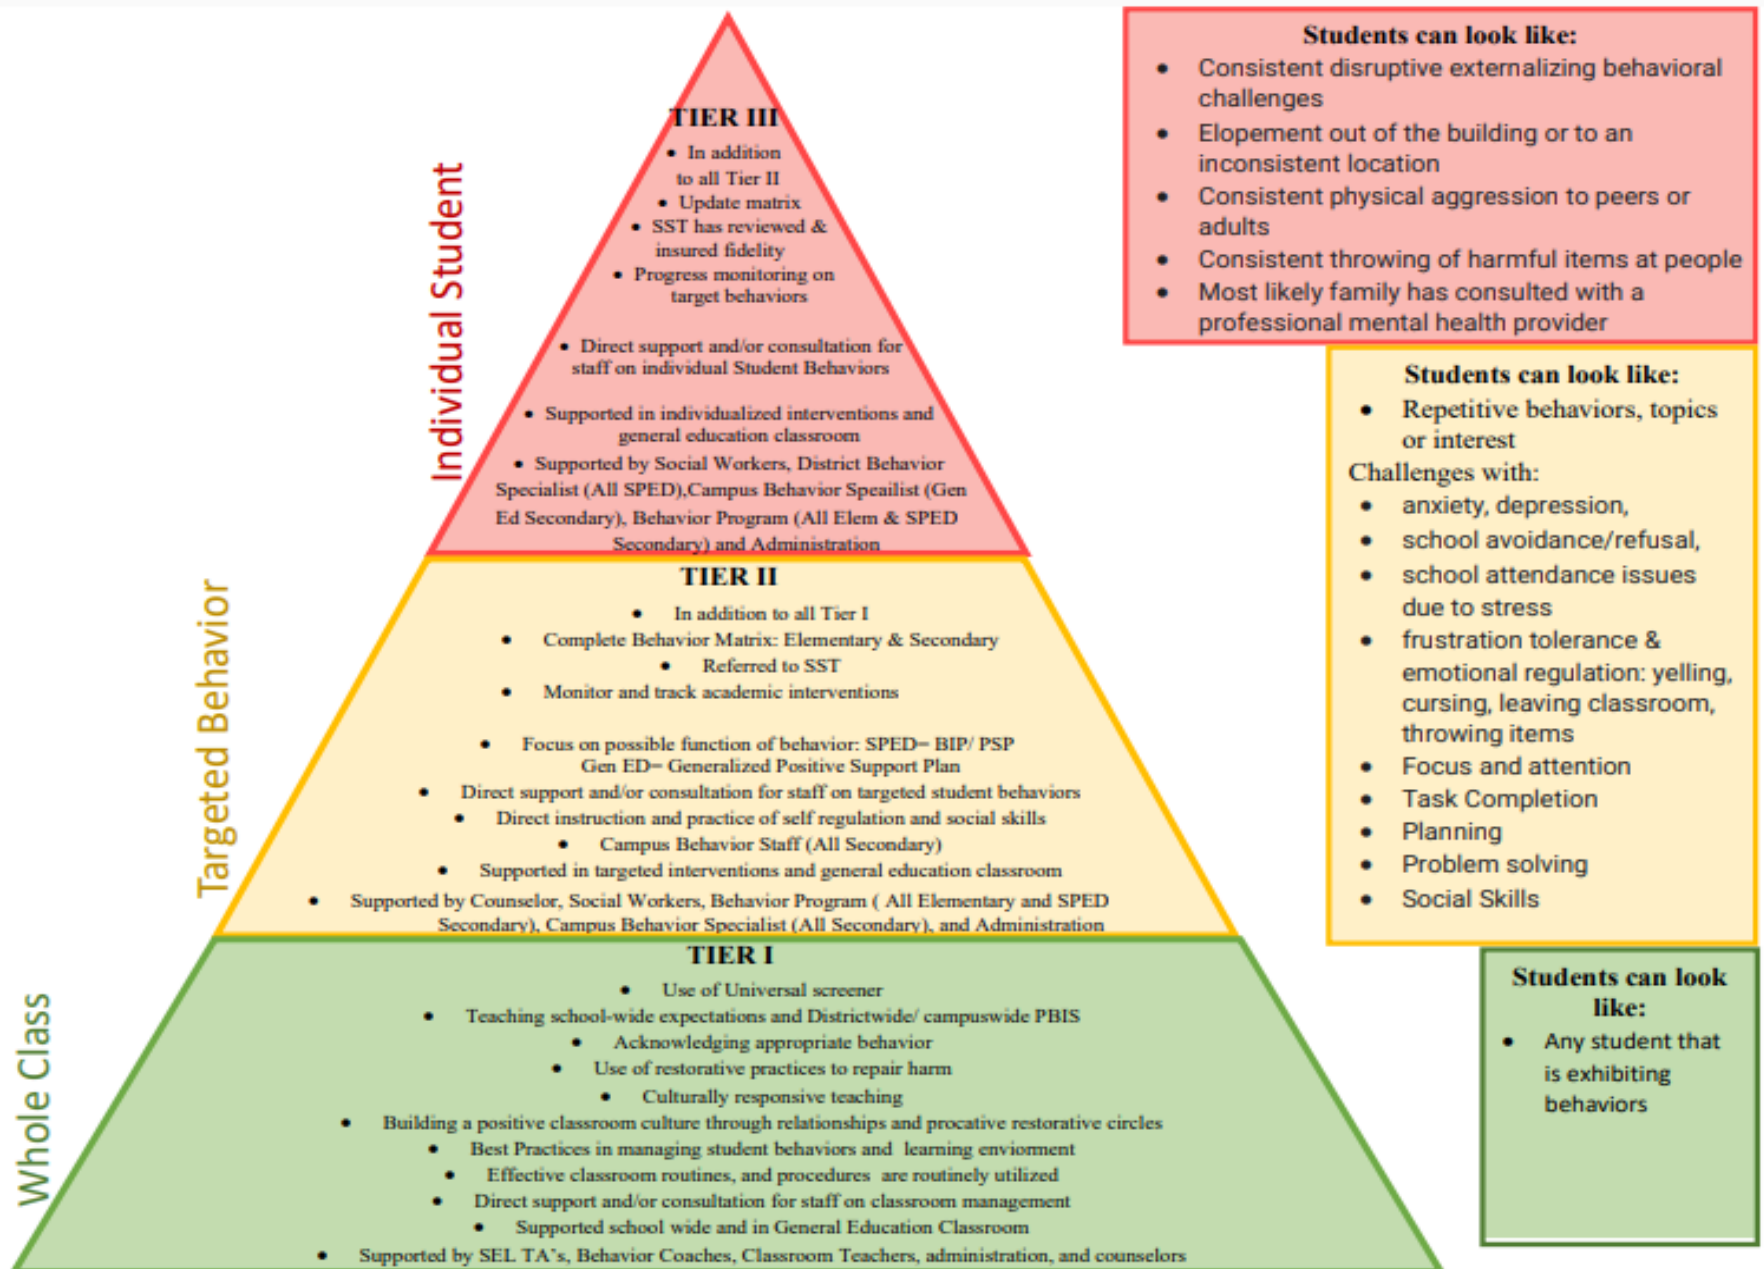 TIER III
• In addition
to all Tier II
• Update matrix
• SST has reviewed &
insured fidelity
• Progress monitoring on
target behaviors
• Direct support and/or consultation for
staff on individual Student Behaviors
• Supported in individualized interventions and
general education classroom
• Supported by Social Workers, District Behavior
Specialist (All SPED),Campus Behavior Speailist (Gen
Ed Secondary), Behavior Program (All Elem & SPED
Secondary) and Administration
Individual Student
Students can look like:
• Consistent disruptive externalizing behavioral
challenges
• Elopement out of the building or to an
inconsistent location
• Consistent physical aggression to peers or
adults
• Consistent throwing of harmful items at people
• Most likely family has consulted with a
professional mental health provider
TIER II
• In addition to all Tier I
• Complete Behavior Matrix: Elementary & Secondary
• Referred to SST
• Monitor and track academic interventions
• Focus on possible function of behavior: SPED= BIP/ PSP
Gen ED= Generalized Positive Support Plan
• Direct support and/or consultation for staff on targeted student behaviors
• Direct instruction and practice of self regulation and social skills
• Campus Behavior Staff (All Secondary)
• Supported in targeted interventions and general education classroom
• Supported by Counselor, Social Workers, Behavior Program ( All Elementary and SPED
Secondary), Campus Behavior Specialist (All Secondary), and Administration
Targeted Behavior
Students can look like:
• Repetitive behaviors, topics
or interest
Challenges with:
• anxiety, depression,
• school avoidance/refusal,
• school attendance issues
due to stress
• frustration tolerance &
emotional regulation: yelling,
cursing, leaving classroom,
throwing items
• Focus and attention
• Task Completion
• Planning
• Problem solving
• Social Skills
TIER I
• Use of Universal screener
• Teaching school-wide expectations and Districtwide/ campuswide PBIS
• Acknowledging appropriate behavior
• Use of restorative practices to repair harm
• Culturally responsive teaching
• Building a positive classroom culture through relationships and procative restorative circles
• Best Practices in managing student behaviors and learning enviorment
• Effective classroom routines, and procedures are routinely utilized
• Direct support and/or consultation for staff on classroom management
• Supported school wide and in General Education Classroom
• Supported by SEL TA's, Behavior Coaches, Classroom Teachers, administration, and counselors
Whole Class
Students can look
like:
• Any student that
is exhibiting
behaviors